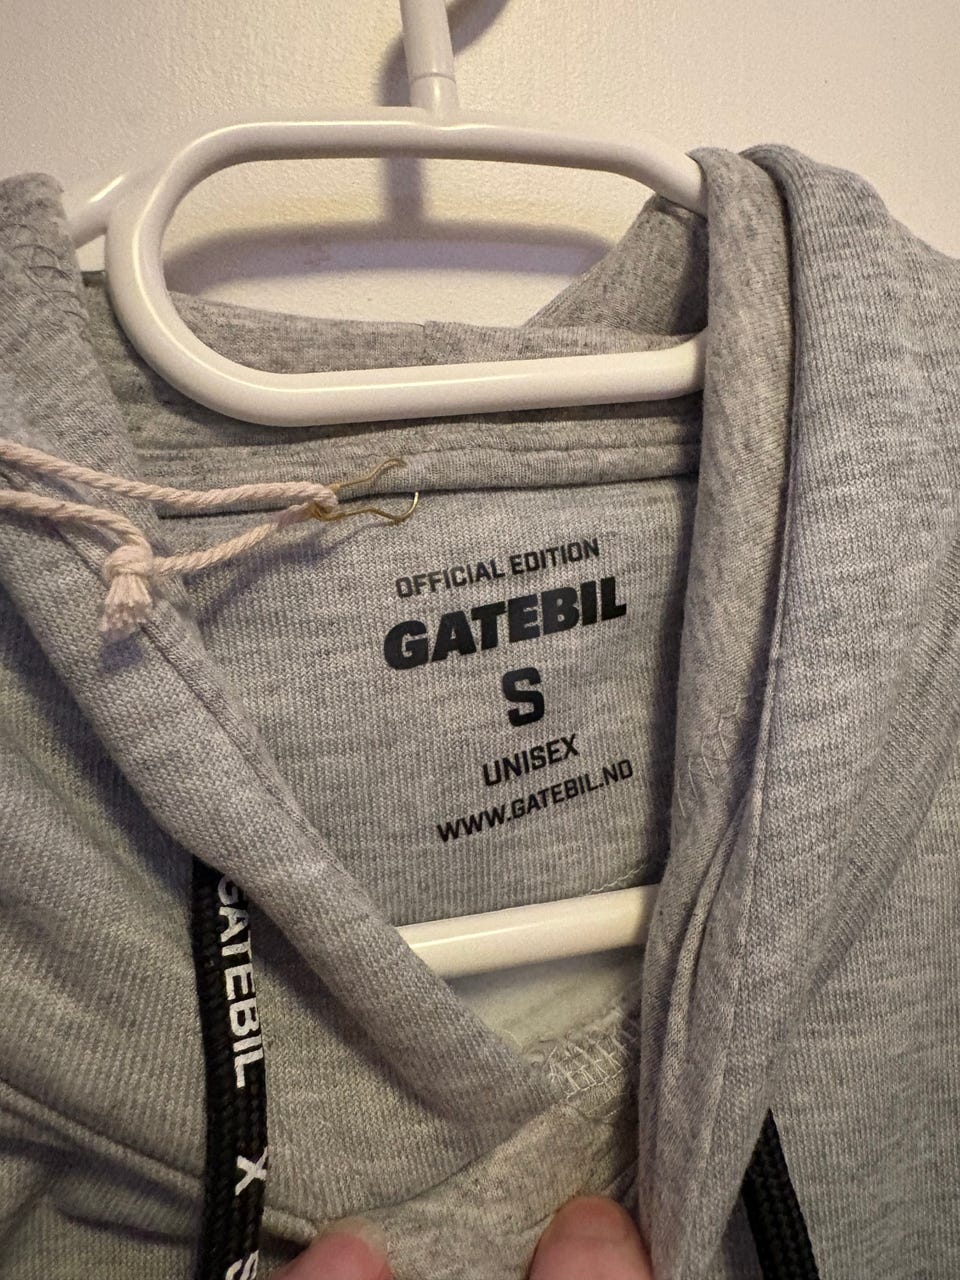 OFFICIAL EDITION
GATEBIL
S
UNISEX
WWW.GATEBIL.NO
GATEBIL X S